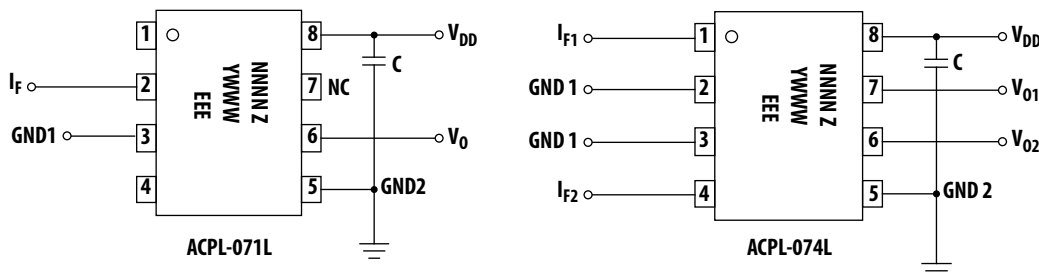 1
8
V_DD
C
I_F
2
7 NC
GND1
3
6
V_O
4
5
GND2
NNNN Z
YWWW
EEE
ACPL-071L
I_F1
1
8
V_DD
C
GND 1
2
7
V_O1
GND 1
3
6
V_O2
I_F2
4
5
GND 2
NNNN Z
YWWW
EEE
ACPL-074L